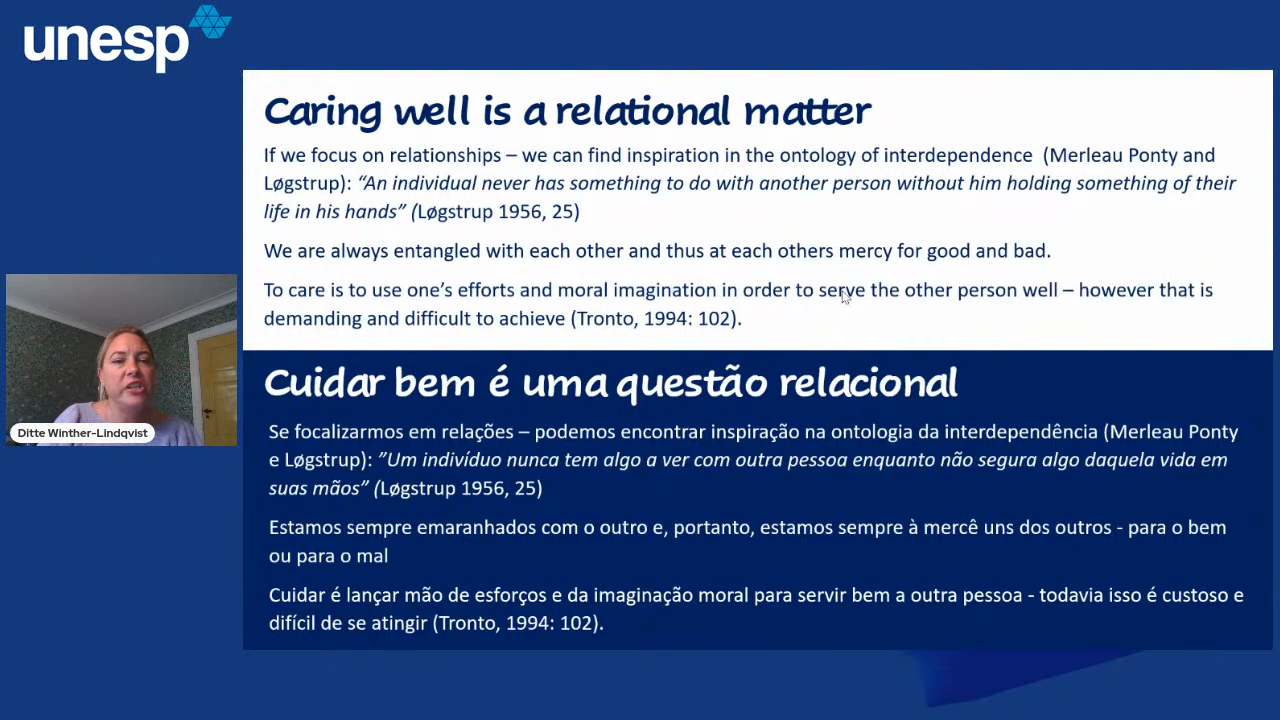 unesp
Caring well is a relational matter
If we focus on relationships – we can find inspiration in the ontology of interdependence (Merleau Ponty and
Løgstrup): “An individual never has something to do with another person without him holding something of their
life in his hands” (Løgstrup 1956, 25)
We are always entangled with each other and thus at each others mercy for good and bad.
To care is to use one’s efforts and moral imagination in order to serve the other person well – however that is
demanding and difficult to achieve (Tronto, 1994: 102).
Ditte Winther-Lindqvist
Cuidar bem é uma questão relacional
Se focalizarmos em relações – podemos encontrar inspiração na ontologia da interdependência (Merleau Ponty
e Løgstrup): ”Um indivíduo nunca tem algo a ver com outra pessoa enquanto não segura algo daquela vida em
suas mãos” (Løgstrup 1956, 25)
Estamos sempre emaranhados com o outro e, portanto, estamos sempre à mercê uns dos outros - para o bem
ou para o mal
Cuidar é lançar mão de esforços e da imaginação moral para servir bem a outra pessoa - todavia isso é custoso e
difícil de se atingir (Tronto, 1994: 102).